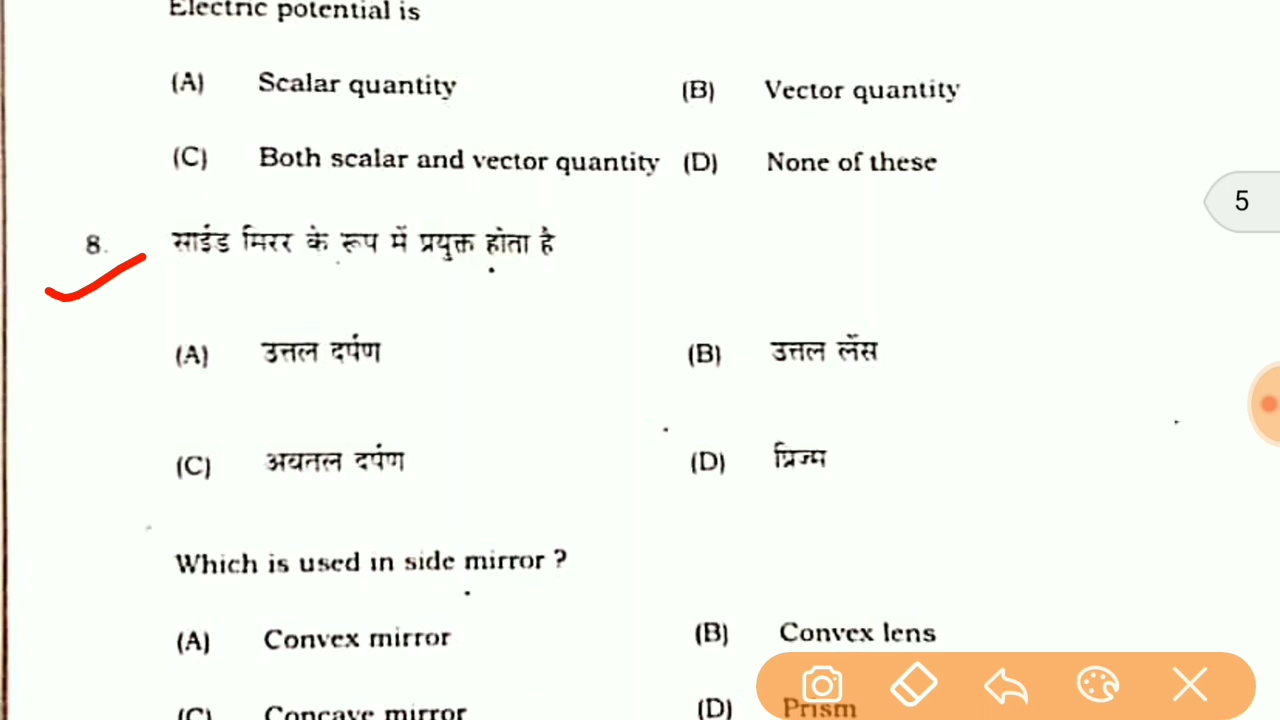 Electric potential is
(A) Scalar quantity (B) Vector quantity
(C) Both scalar and vector quantity (D) None of these
5
8. साईड मिरर के रूप में प्रयुक्त होता है
(A) उत्तल दर्पण (B) उत्तल लेंस
(C) अवतल दर्पण (D) प्रिज्म
Which is used in side mirror ?
(A) Convex mirror (B) Convex lens
(C) Concave mirror (D) Prism